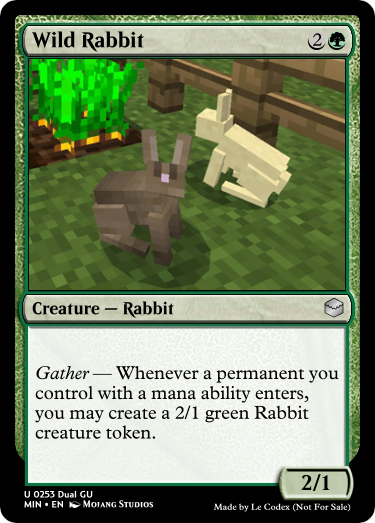 Wild Rabbit 2
Creature — Rabbit
Gather — Whenever a permanent you
control with a mana ability enters,
you may create a 2/1 green Rabbit
creature token.
2/1
U 0253 Dual GU
MIN • EN Mojang Studios
Made by Le Codex (Not For Sale)